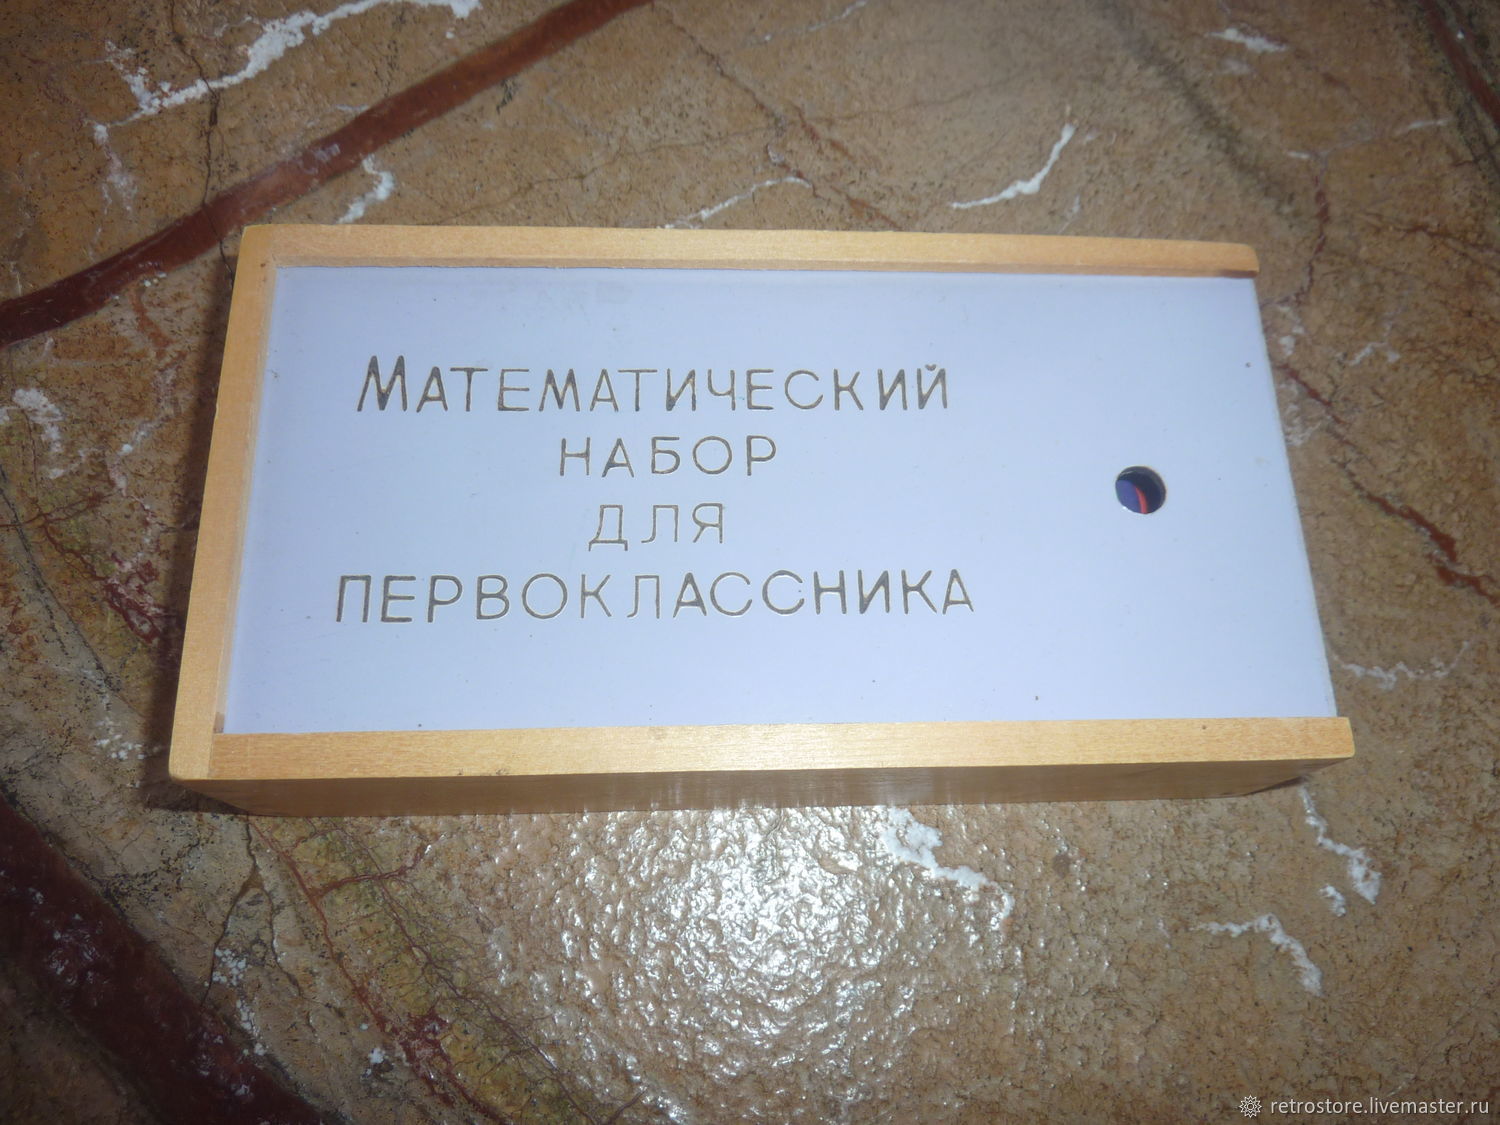 Математический
набор
для
первоклассника
retrostore.livemaster.ru